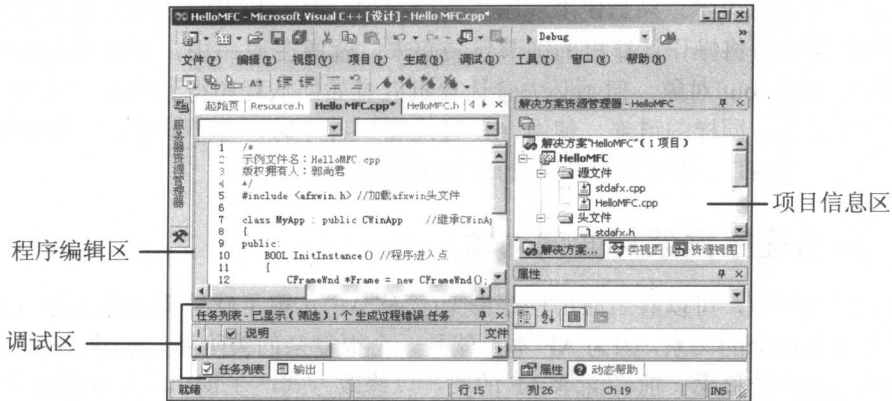 HelloMFC - Microsoft Visual C++ [设计] - Hello MFC.cpp*
Debug
文件(F) 编辑(E) 视图(V) 项目(P) 生成(B) 调试(D) 工具(T) 窗口(W) 帮助(H)
起始页 Resource.h Hello MFC.cpp* HelloMFC.h
服务器资源管理器
1 /*
2 示例文件名：HelloMFC.cpp
3 版权拥有人：郭尚君
4 */
5 #include <afxwin.h> //加载afxwin头文件
6
7 class MyApp : public CWinApp //继承CWinAp
8 {
9 public:
10 BOOL InitInstance() //程序进入点
11 {
12 CFrameWnd *Frame = new CFrameWnd();
解决方案资源管理器 - HelloMFC
解决方案"HelloMFC"(1 项目)
HelloMFC
源文件
stdafx.cpp
HelloMFC.cpp
头文件
stdafx.h
解决方案... 类视图 资源视图
属性
任务列表 - 已显示(筛选)1 个 生成过程错误 任务
! 说明 文件
任务列表 输出
属性 动态帮助
就绪 行 15 列 26 Ch 19 INS
程序编辑区
调试区
项目信息区